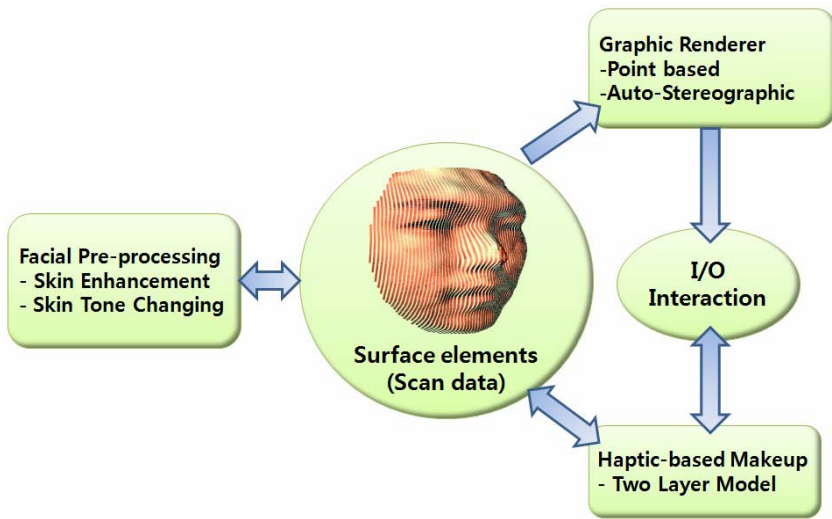 Graphic Renderer
-Point based
-Auto-Stereographic
Facial Pre-processing
- Skin Enhancement
- Skin Tone Changing
Surface elements
(Scan data)
I/O
Interaction
Haptic-based Makeup
- Two Layer Model